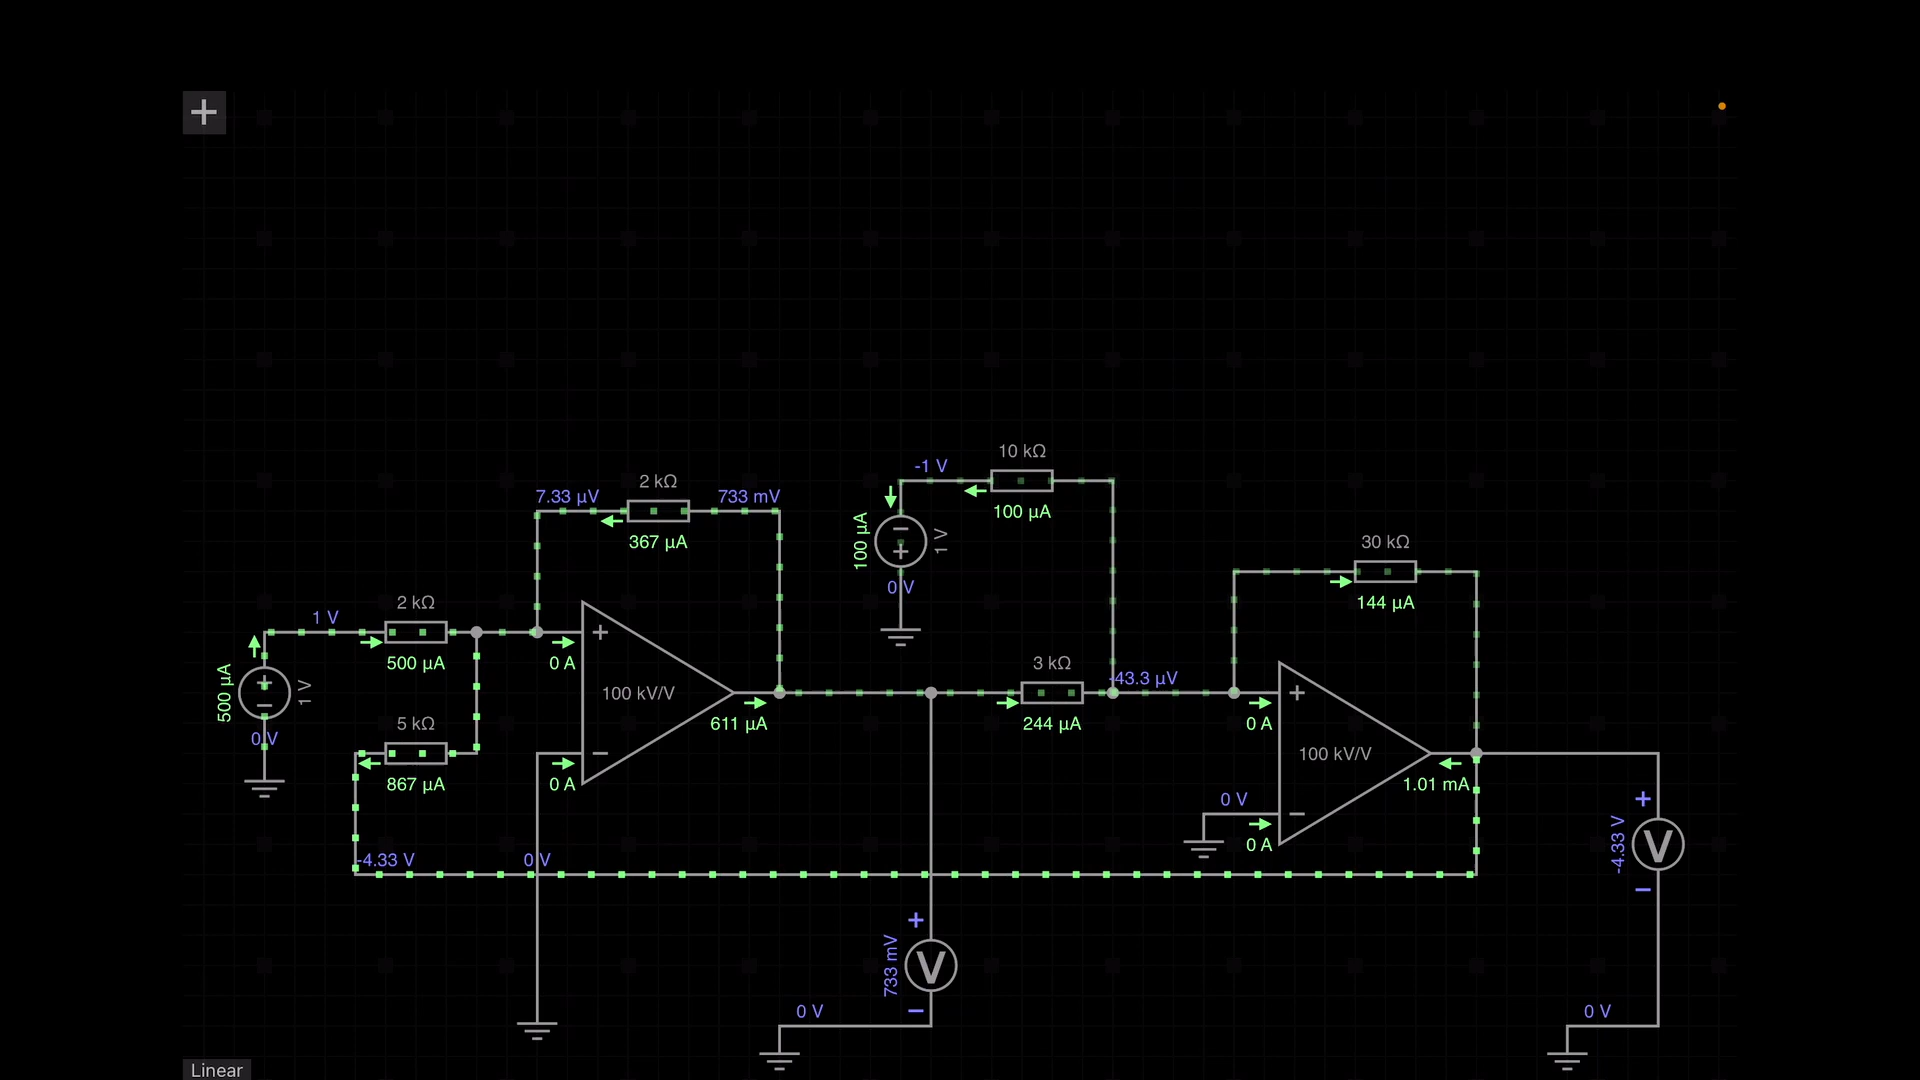 10 kΩ
-1 V
2 kΩ
7.33 µV
733 mV
100 µA
100 µA
1 V
367 µA
30 kΩ
0 V
2 kΩ
144 µA
1 V
+
500 µA
0 A
3 kΩ
-43.3 µV
500 µA
1 V
100 kV/V
+
5 kΩ
611 µA
244 µA
0 A
0 V
867 µA
0 A
100 kV/V
1.01 mA
0 V
0 A
-4.33 V
V
-4.33 V
0 V
733 mV
V
0 V
0 V
Linear